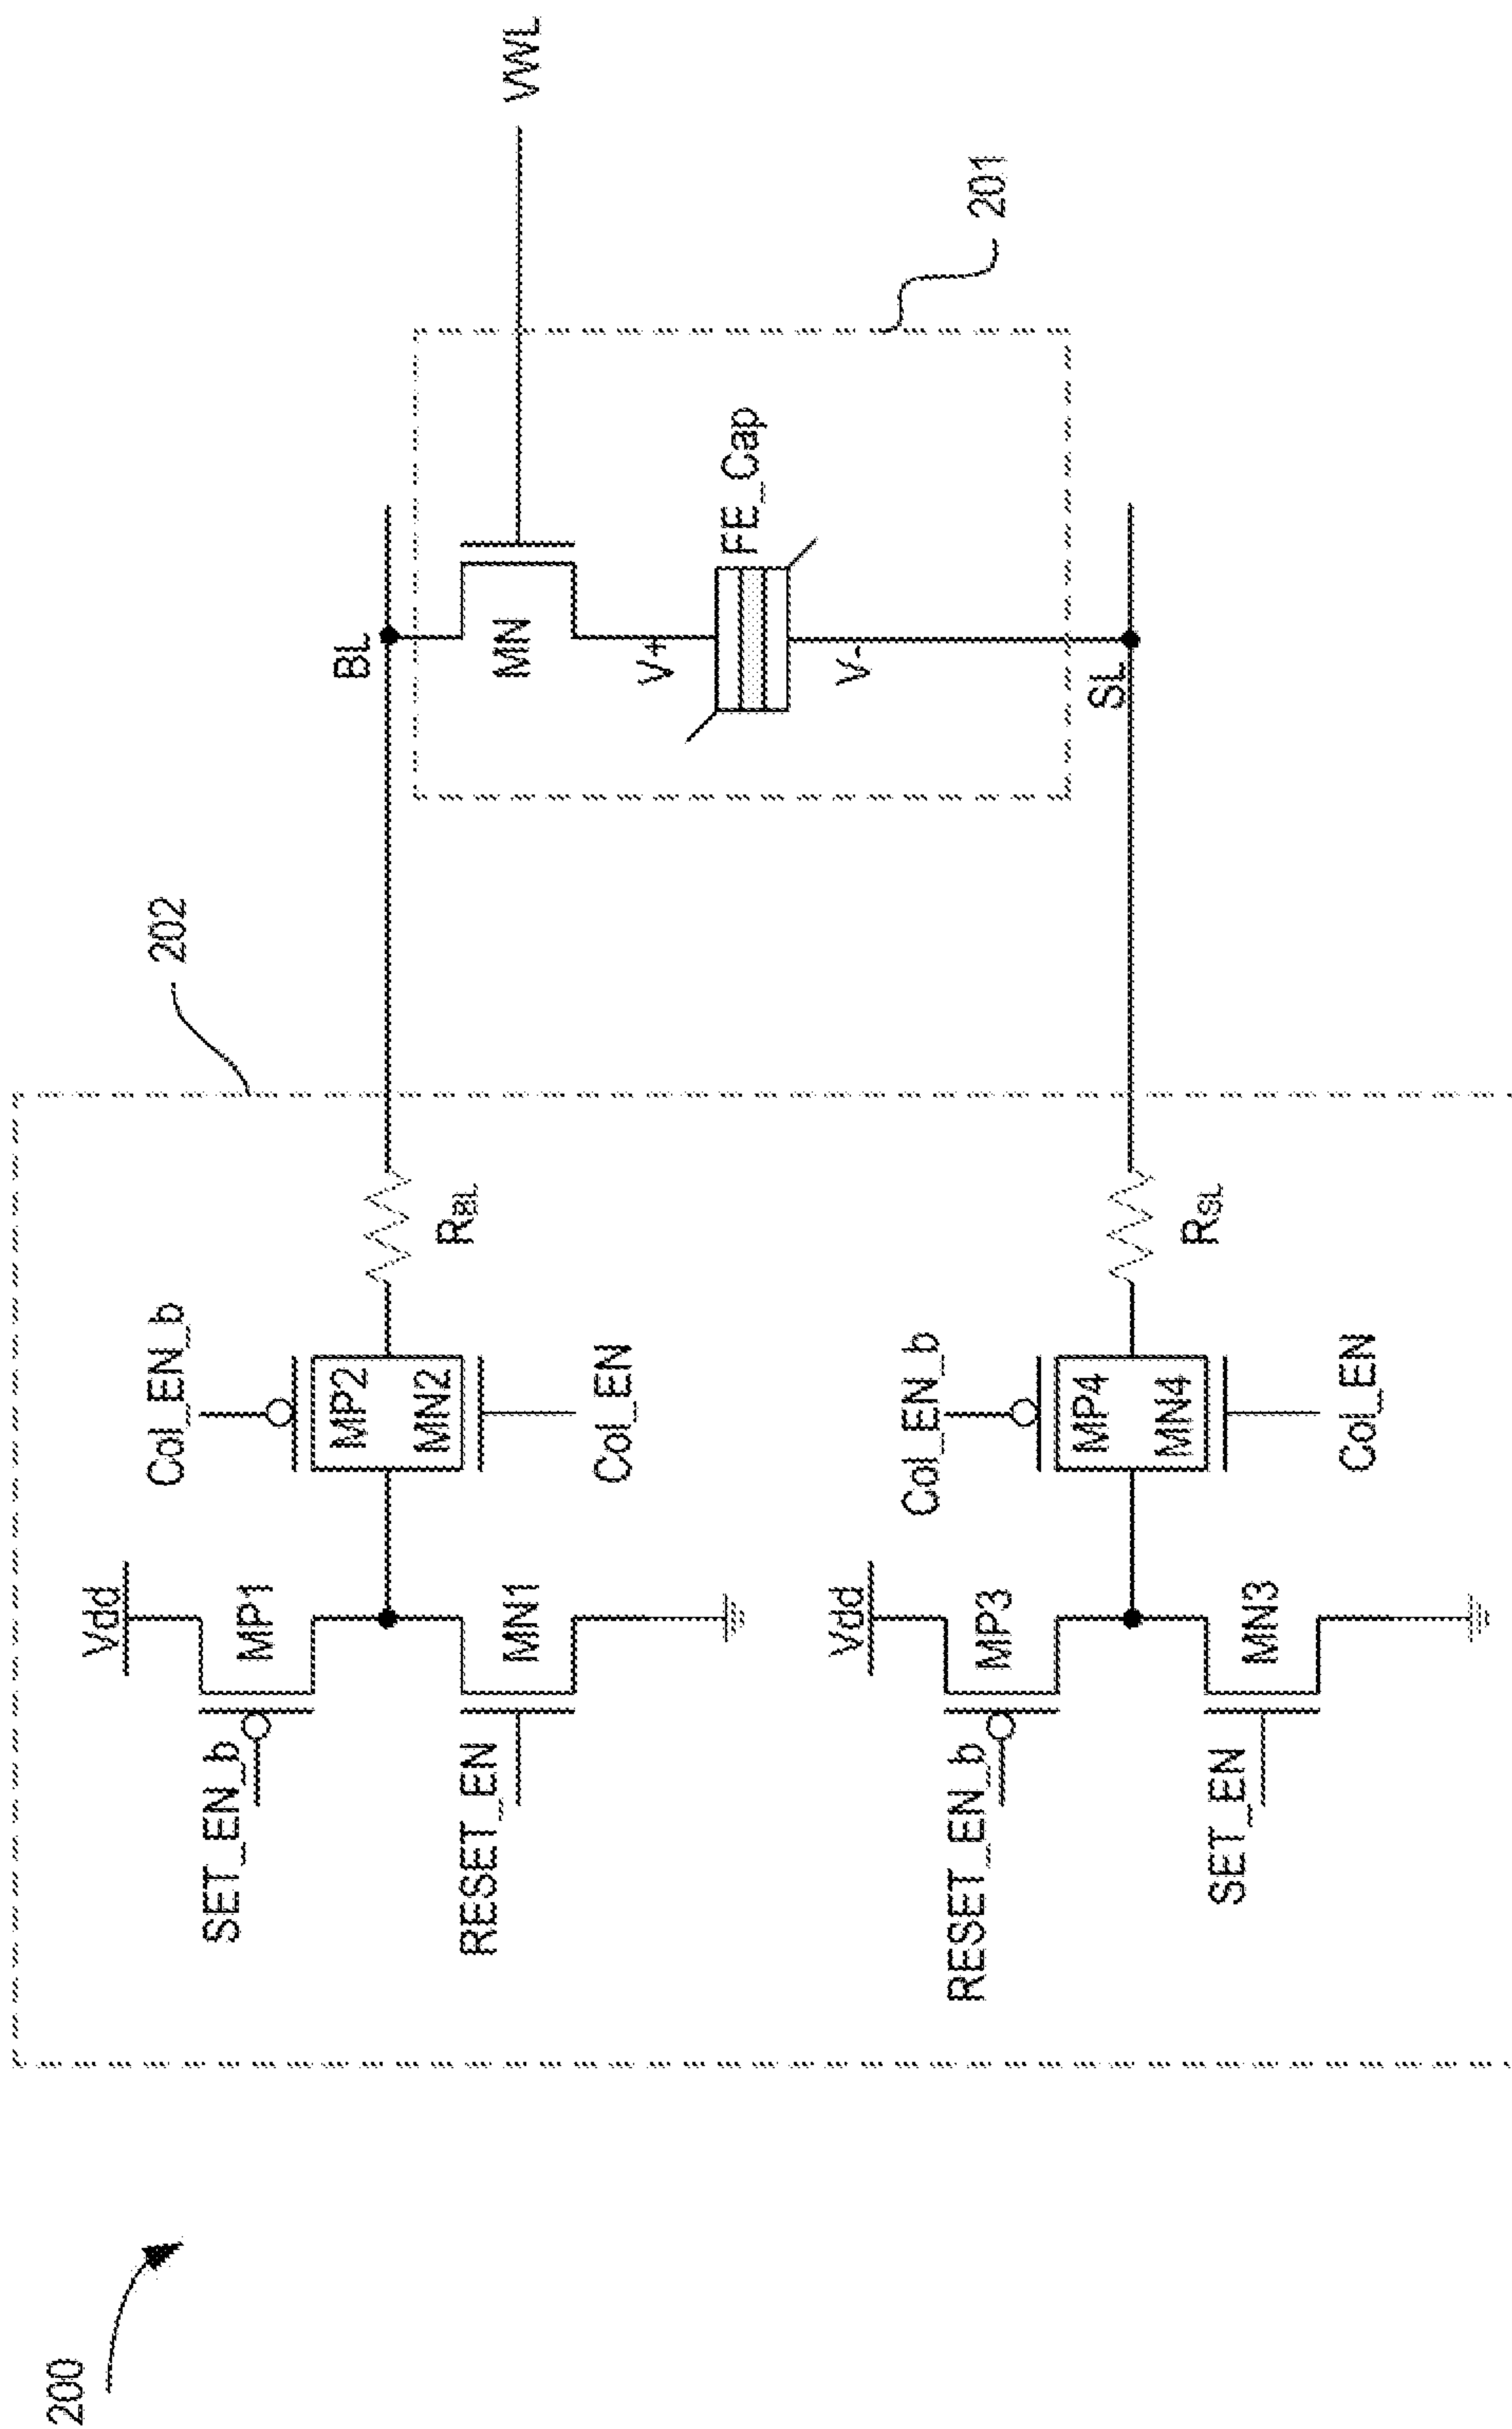 200
202
Vdd
SET_EN_b
MP1
RESET_EN
MN1
Col_EN_b
MP2
MN2
Col_EN
RBL
BL
VWL
MN
V+
FE_Cap
V-
201
SL
Vdd
RESET_EN_b
MP3
SET_EN
MN3
Col_EN_b
MP4
MN4
Col_EN
RSL